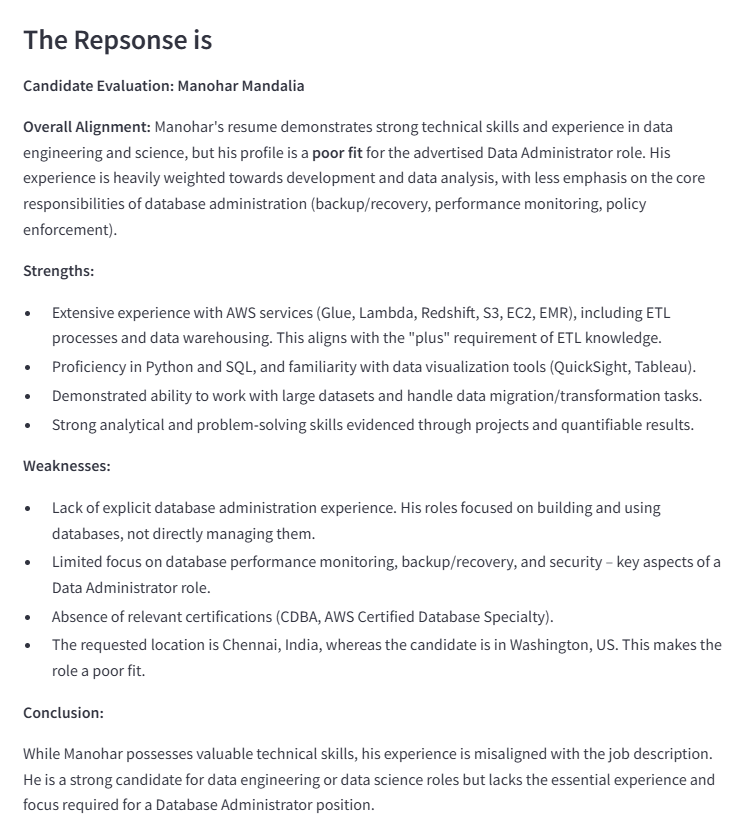 The Repsonse is
Candidate Evaluation: Manohar Mandalia
Overall Alignment: Manohar's resume demonstrates strong technical skills and experience in data
engineering and science, but his profile is a poor fit for the advertised Data Administrator role. His
experience is heavily weighted towards development and data analysis, with less emphasis on the core
responsibilities of database administration (backup/recovery, performance monitoring, policy
enforcement).
Strengths:
• Extensive experience with AWS services (Glue, Lambda, Redshift, S3, EC2, EMR), including ETL
processes and data warehousing. This aligns with the "plus" requirement of ETL knowledge.
• Proficiency in Python and SQL, and familiarity with data visualization tools (QuickSight, Tableau).
• Demonstrated ability to work with large datasets and handle data migration/transformation tasks.
• Strong analytical and problem-solving skills evidenced through projects and quantifiable results.
Weaknesses:
• Lack of explicit database administration experience. His roles focused on building and using
databases, not directly managing them.
• Limited focus on database performance monitoring, backup/recovery, and security – key aspects of a
Data Administrator role.
• Absence of relevant certifications (CDBA, AWS Certified Database Specialty).
• The requested location is Chennai, India, whereas the candidate is in Washington, US. This makes the
role a poor fit.
Conclusion:
While Manohar possesses valuable technical skills, his experience is misaligned with the job description.
He is a strong candidate for data engineering or data science roles but lacks the essential experience and
focus required for a Database Administrator position.